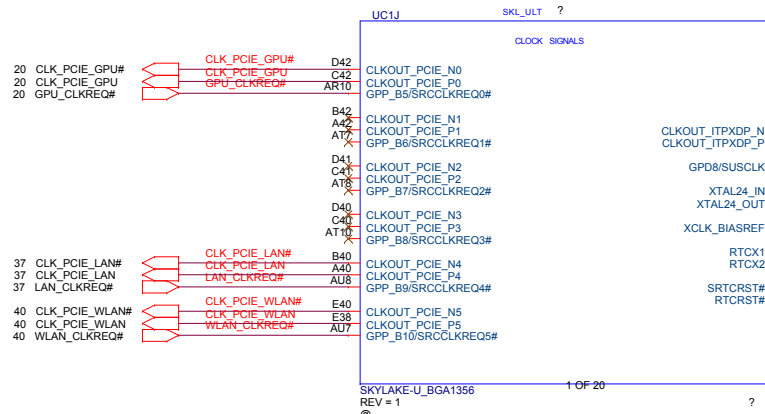 UC1J SKL_ULT ?
CLOCK SIGNALS
20 CLK_PCIE_GPU# CLK_PCIE_GPU# D42 CLKOUT_PCIE_N0
20 CLK_PCIE_GPU CLK_PCIE_GPU C42 CLKOUT_PCIE_P0
20 GPU_CLKREQ# GPU_CLKREQ# AR10 GPP_B5/SRCCLKREQ0#
B42 CLKOUT_PCIE_N1
A42 CLKOUT_PCIE_P1 CLKOUT_ITPXDP_N
AT7 GPP_B6/SRCCLKREQ1# CLKOUT_ITPXDP_P
D41 CLKOUT_PCIE_N2 GPD8/SUSCLK
C41 CLKOUT_PCIE_P2
AT8 GPP_B7/SRCCLKREQ2# XTAL24_IN
XTAL24_OUT
D40 CLKOUT_PCIE_N3
C40 CLKOUT_PCIE_P3 XCLK_BIASREF
AT10 GPP_B8/SRCCLKREQ3#
RTCX1
37 CLK_PCIE_LAN# CLK_PCIE_LAN# B40 CLKOUT_PCIE_N4 RTCX2
37 CLK_PCIE_LAN CLK_PCIE_LAN A40 CLKOUT_PCIE_P4
37 LAN_CLKREQ# LAN_CLKREQ# AU8 GPP_B9/SRCCLKREQ4# SRTCRST#
RTCRST#
40 CLK_PCIE_WLAN# CLK_PCIE_WLAN# E40 CLKOUT_PCIE_N5
40 CLK_PCIE_WLAN CLK_PCIE_WLAN E38 CLKOUT_PCIE_P5
40 WLAN_CLKREQ# WLAN_CLKREQ# AU7 GPP_B10/SRCCLKREQ5#
SKYLAKE-U_BGA1356 1 OF 20
REV = 1 ?
@